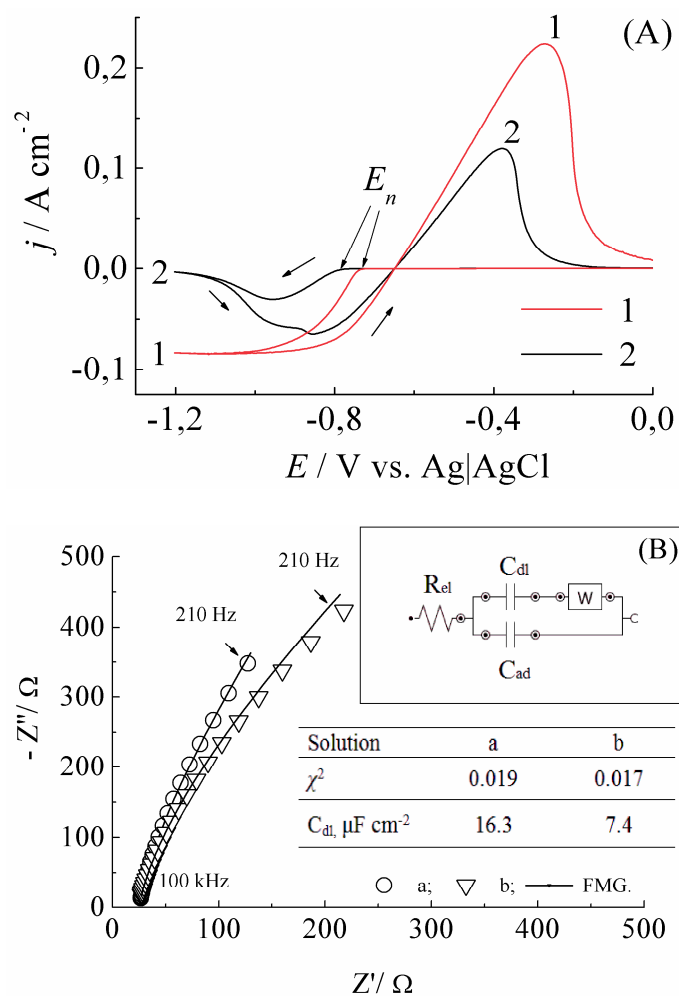 (A)
1
0,2
2
0,1
j / A cm-2
En
0,0
2
1
1
-0,1
2
-1,2 -0,8 -0,4 0,0
E / V vs. Ag|AgCl
500
(B)
210 Hz
Cdl
Rel
W
400
210 Hz
Cad
300
- Z"/ Ω
Solution a b
200
χ2 0.019 0.017
100
Cdl, μF cm-2 16.3 7.4
100 kHz
a; b; FMG.
0
0 100 200 300 400 500
Z'/ Ω